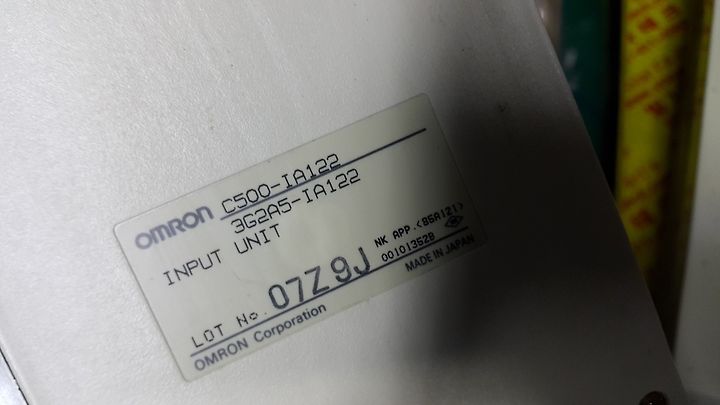 OMRON C500-IA122
3G2A5-IA122
INPUT UNIT
NK APP.(86A121)
LOT No. 07Z9J 001013528
OMRON Corporation MADE IN JAPAN